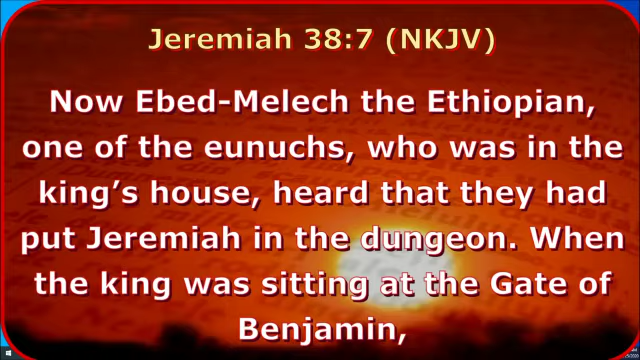 Jeremiah 38:7 (NKJV)
Now Ebed-Melech the Ethiopian,
one of the eunuchs, who was in the
king’s house, heard that they had
put Jeremiah in the dungeon. When
the king was sitting at the Gate of
Benjamin,